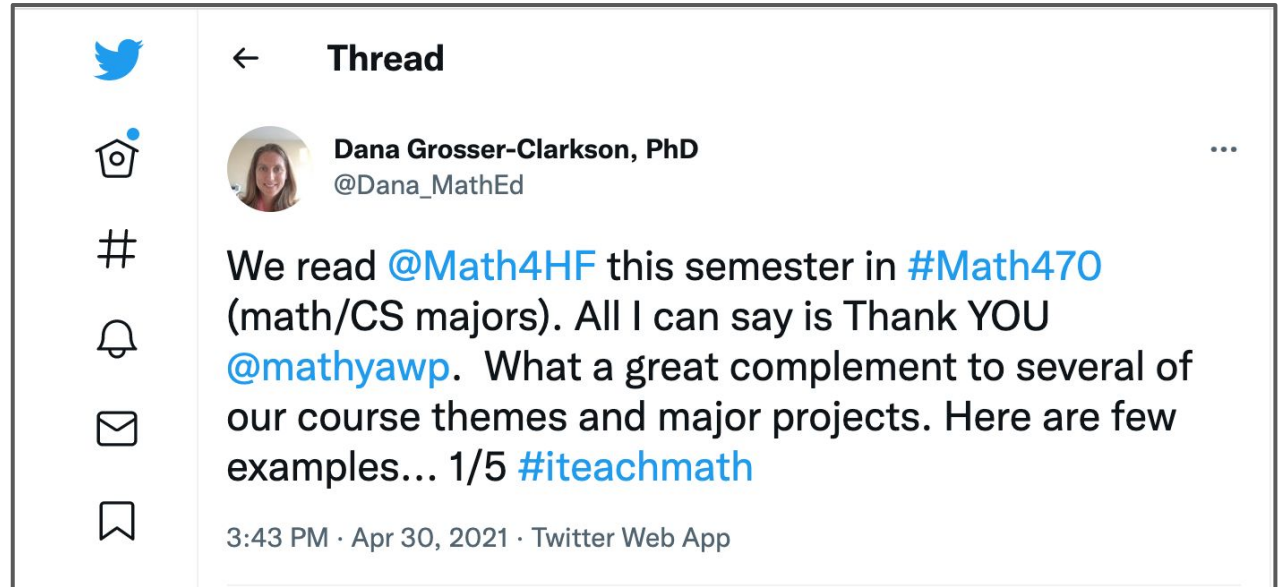 Thread
Dana Grosser-Clarkson, PhD
@Dana_MathEd
We read @Math4HF this semester in #Math470
(math/CS majors). All I can say is Thank YOU
@mathyawp.  What a great complement to several of
our course themes and major projects. Here are few
examples... 1/5 #iteachmath
3:43 PM · Apr 30, 2021 · Twitter Web App